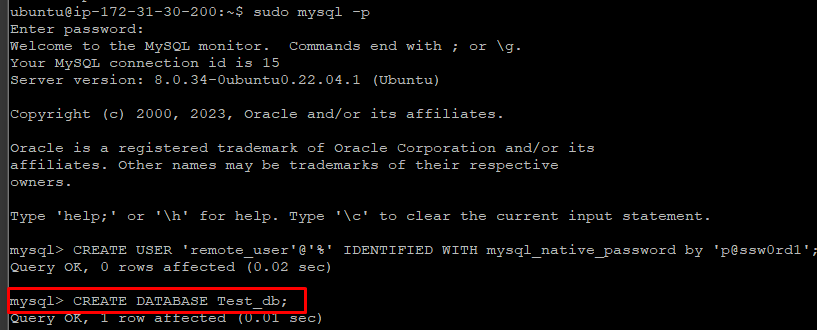 ubuntu@ip-172-31-30-200:~$ sudo mysql -p
Enter password:
Welcome to the MySQL monitor.  Commands end with ; or \g.
Your MySQL connection id is 15
Server version: 8.0.34-0ubuntu0.22.04.1 (Ubuntu)
Copyright (c) 2000, 2023, Oracle and/or its affiliates.
Oracle is a registered trademark of Oracle Corporation and/or its
affiliates. Other names may be trademarks of their respective
owners.
Type 'help;' or '\h' for help. Type '\c' to clear the current input statement.
mysql> CREATE USER 'remote_user'@'%' IDENTIFIED WITH mysql_native_password by 'p@ssw0rd1';
Query OK, 0 rows affected (0.02 sec)
mysql> CREATE DATABASE Test_db;
Query OK, 1 row affected (0.01 sec)